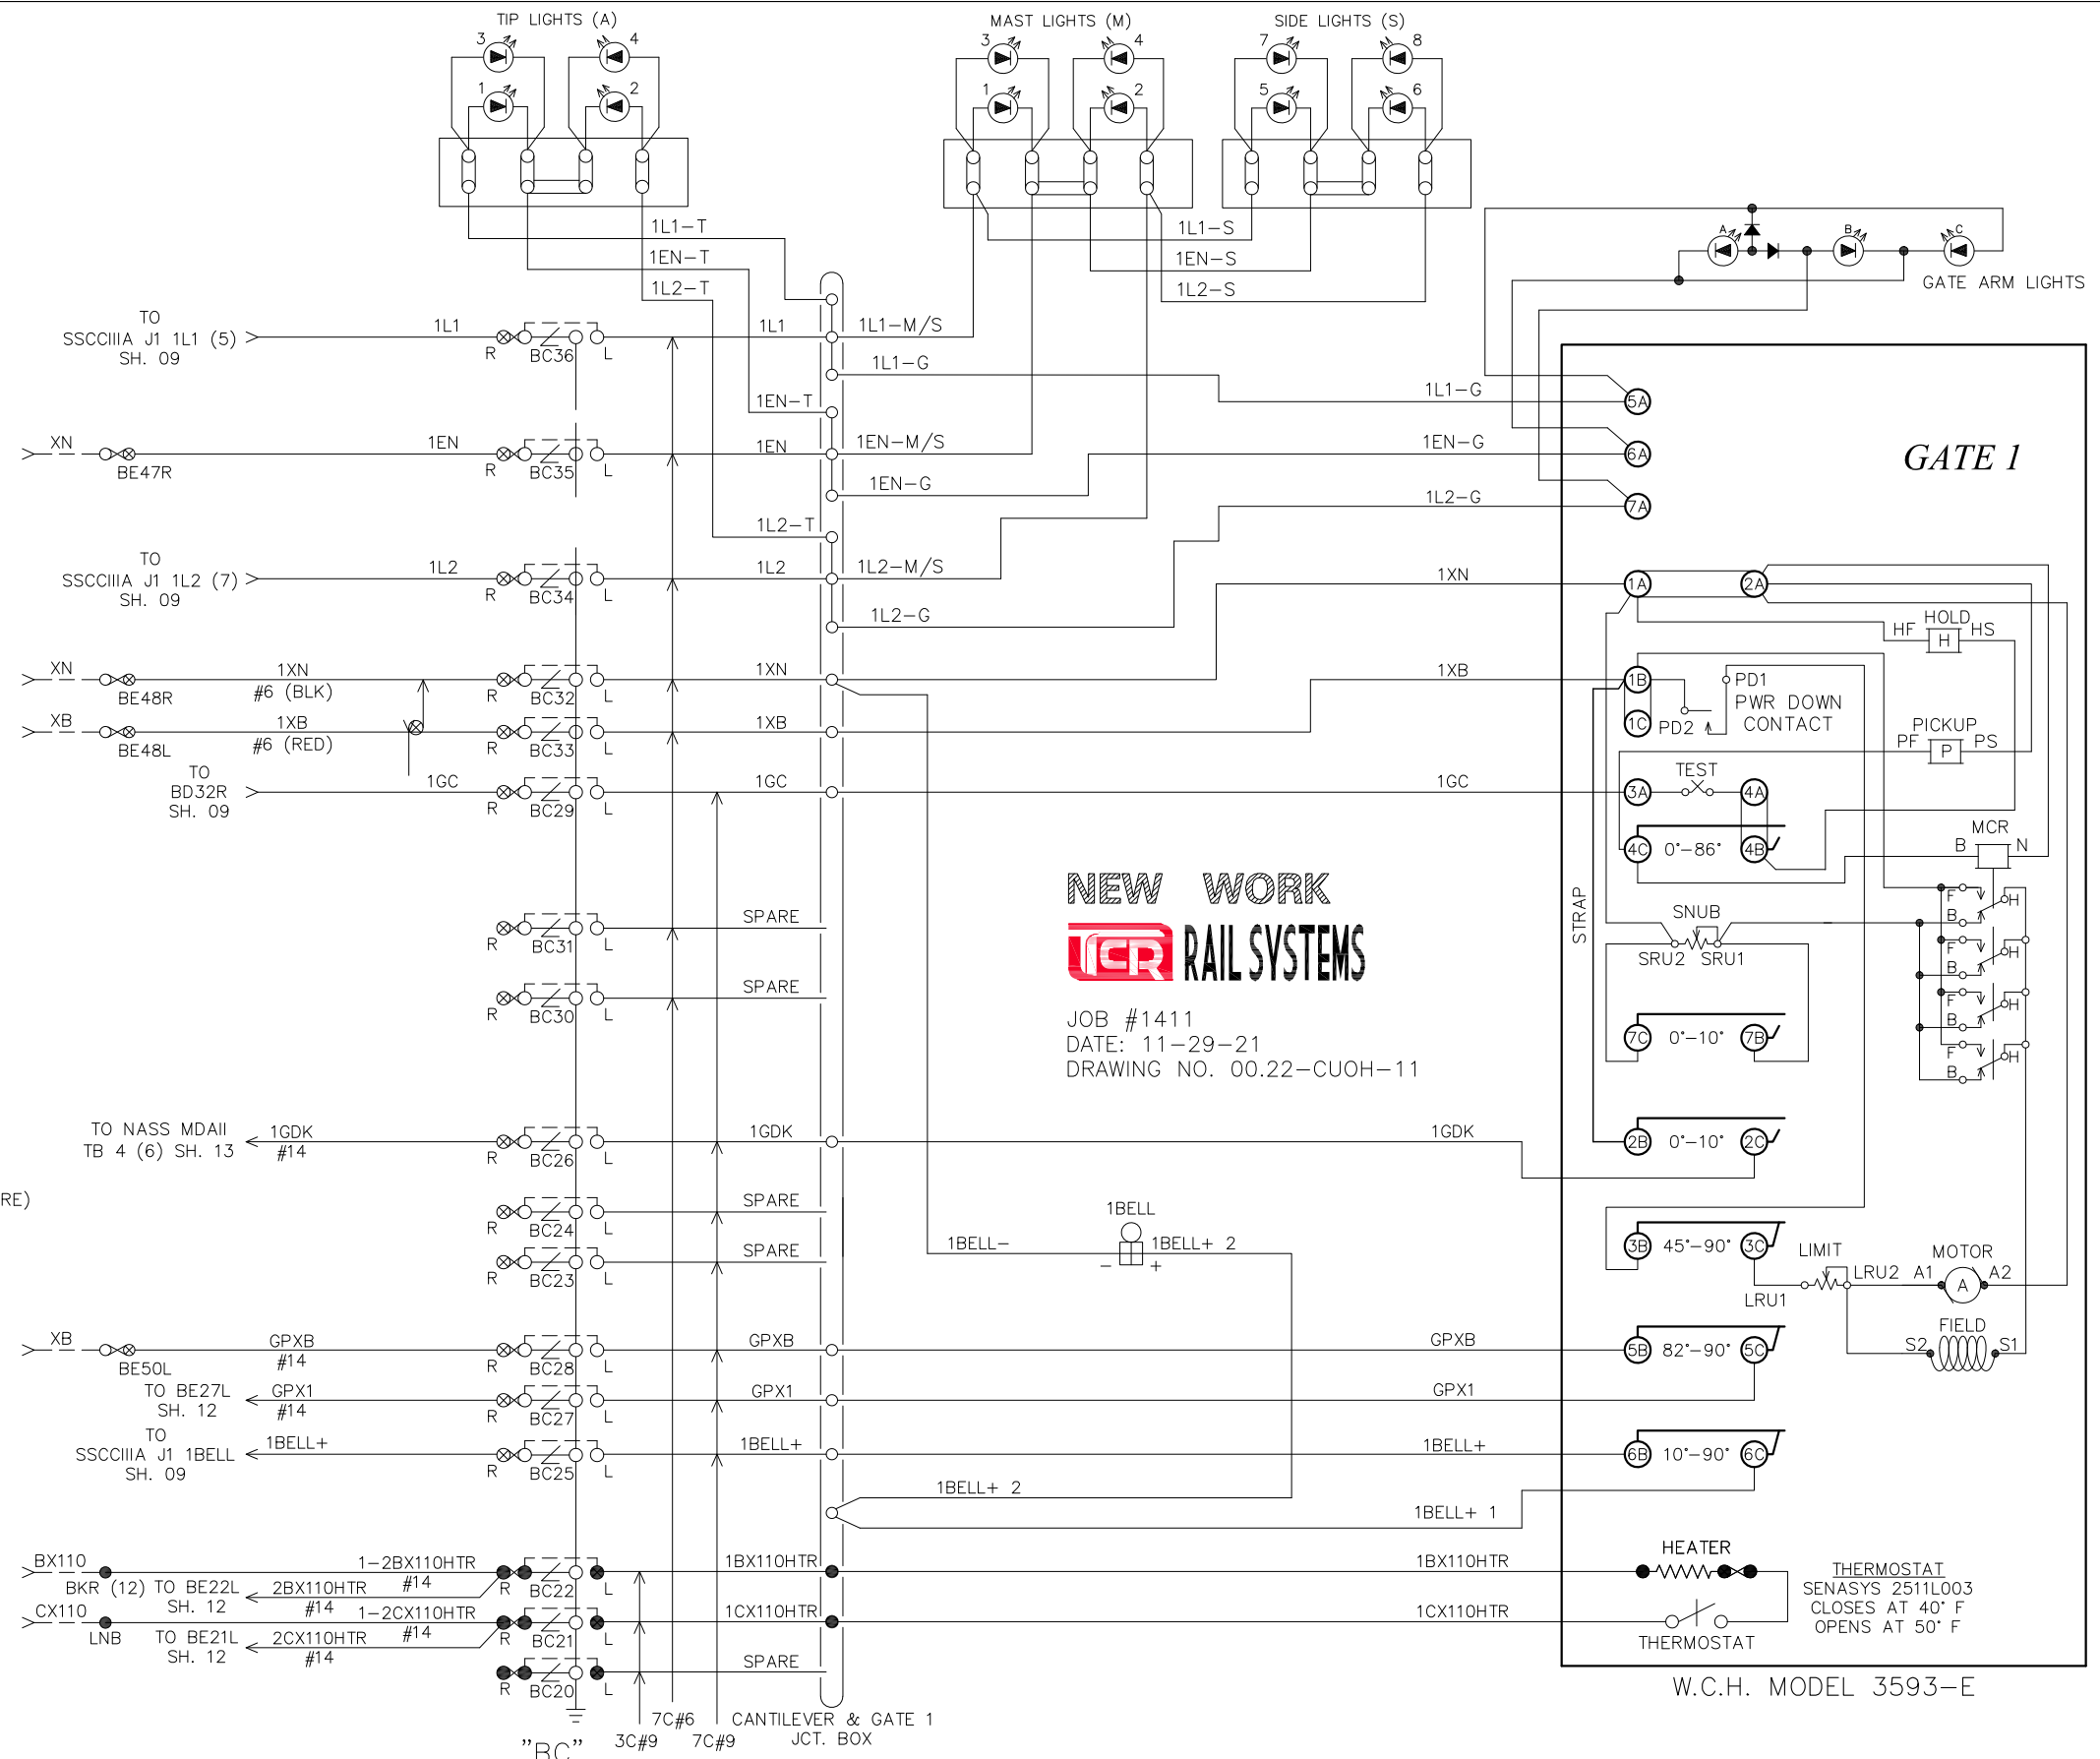 TIP LIGHTS (A)
3 4
1 2
MAST LIGHTS (M)
3 4
1 2
SIDE LIGHTS (S)
7 8
5 6
1L1-T
1EN-T
1L2-T
1L1-S
1EN-S
1L2-S
A B C
GATE ARM LIGHTS
TO
SSCCIIIA J1 1L1 (5)
SH. 09
1L1 R BC36 L 1L1 1L1-M/S
1L1-G 1L1-G 5A
1EN-T
XN BE47R 1EN R BC35 L 1EN 1EN-M/S 1EN-G 6A
1EN-G
GATE 1
1L2-G 7A
1L2-T
TO
SSCCIIIA J1 1L2 (7)
SH. 09
1L2 R BC34 L 1L2 1L2-M/S
1L2-G
1XN 1A 2A
HOLD
HF H HS
XN BE48R 1XN
#6 (BLK)
R BC32 L 1XN 1XB 1B
PD1
PWR DOWN
CONTACT
1C PD2
XB BE48L 1XB
#6 (RED)
R BC33 L 1XB
PICKUP
PF P PS
TO
BD32R
SH. 09
1GC R BC29 L 1GC 1GC 3A TEST 4A
4C 0°-86° 4B
MCR
B N
F H
B
F H
B
F H
B
F H
B
STRAP
SNUB
SRU2 SRU1
R BC31 L SPARE
R BC30 L SPARE
NEW WORK
TCR RAIL SYSTEMS
JOB #1411
DATE: 11-29-21
DRAWING NO. 00.22-CUOH-11
7C 0°-10° 7B
TO NASS MDAII
TB 4 (6) SH. 13
1GDK
#14
R BC26 L 1GDK 1GDK 2B 0°-10° 2C
RE)
R BC24 L SPARE
R BC23 L SPARE
1BELL
1BELL- 1BELL+ 2
- +
3B 45°-90° 3C
LIMIT
LRU1 LRU2
MOTOR
A1 A A2
FIELD
S2 S1
XB BE50L GPXB
#14
R BC28 L GPXB GPXB 5B 82°-90° 5C
TO BE27L
SH. 12
GPX1
#14
R BC27 L GPX1 GPX1
TO
SSCCIIIA J1 1BELL
SH. 09
1BELL+ R BC25 L 1BELL+ 1BELL+ 6B 10°-90° 6C
1BELL+ 2
1BELL+ 1
BX110
BKR (12)
1-2BX110HTR
#14
R BC22 L 1BX110HTR 1BX110HTR
TO BE22L
SH. 12
2BX110HTR
#14
CX110
LNB
1-2CX110HTR
#14
R BC21 L 1CX110HTR 1CX110HTR
TO BE21L
SH. 12
2CX110HTR
#14
R BC20 L SPARE
HEATER
THERMOSTAT
THERMOSTAT
SENASYS 2511L003
CLOSES AT 40° F
OPENS AT 50° F
W.C.H. MODEL 3593-E
"BC"
3C#9
7C#6
7C#9
CANTILEVER & GATE 1
JCT. BOX